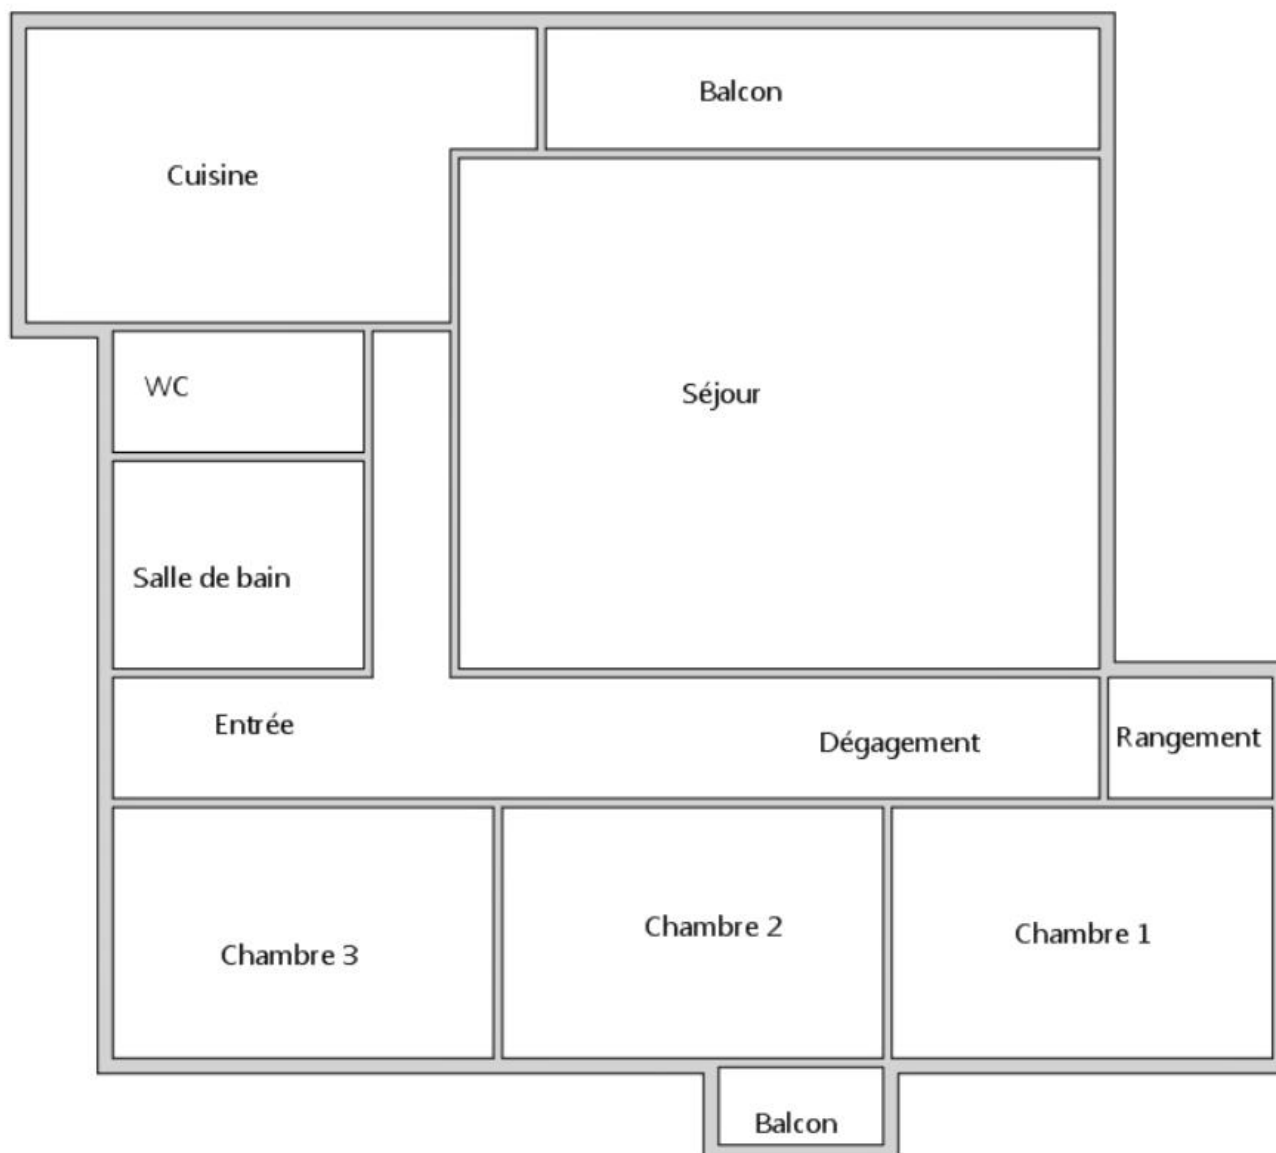 Balcon
Cuisine
WC
Séjour
Salle de bain
Entrée
Dégagement
Rangement
Chambre 3
Chambre 2
Chambre 1
Balcon